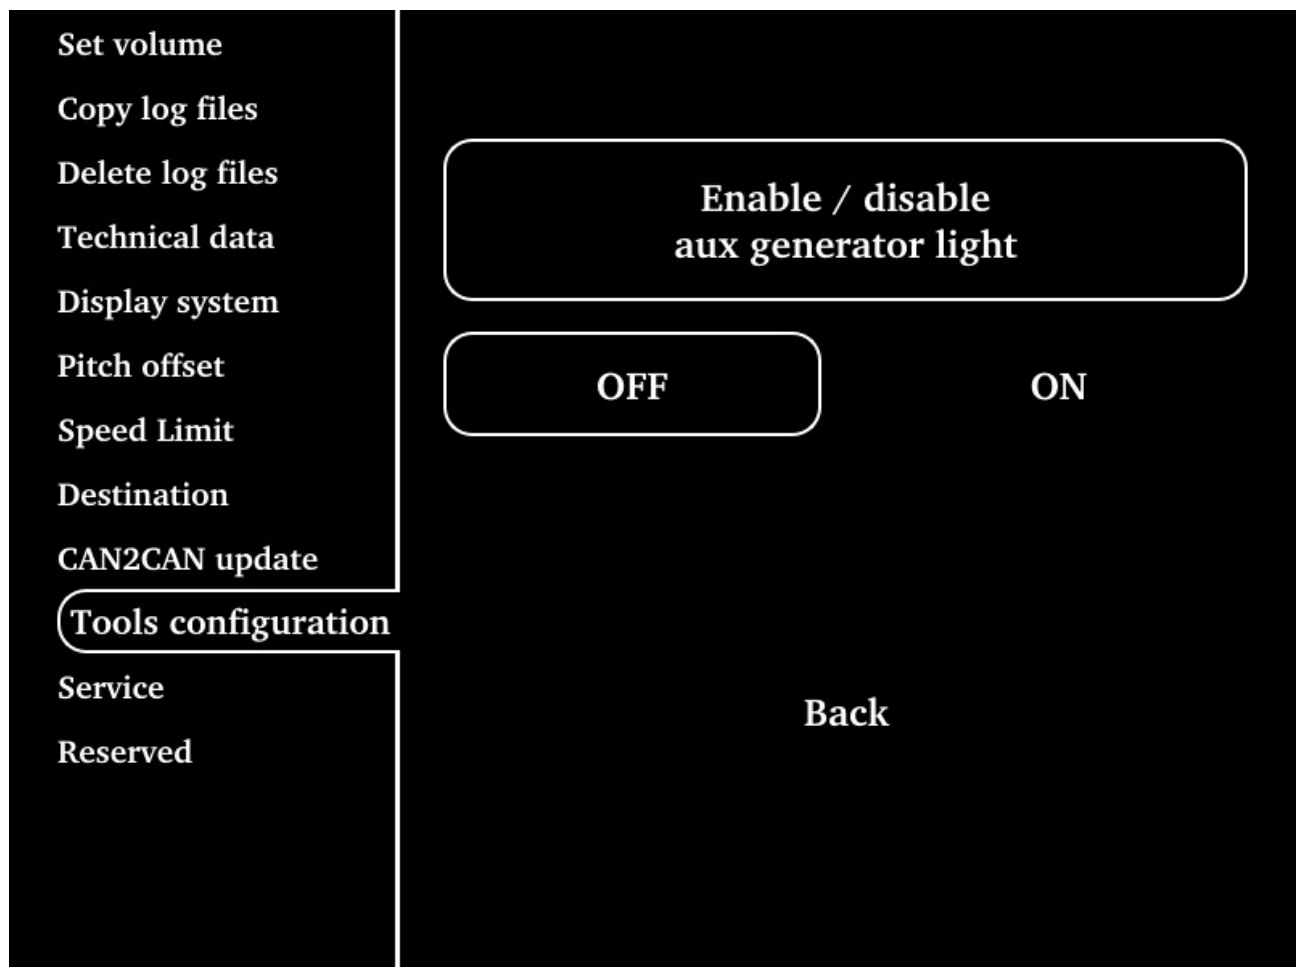 Set volume
Copy log files
Delete log files
Technical data
Display system
Pitch offset
Speed Limit
Destination
CAN2CAN update
Tools configuration
Service
Reserved
Enable / disable
aux generator light
OFF
ON
Back